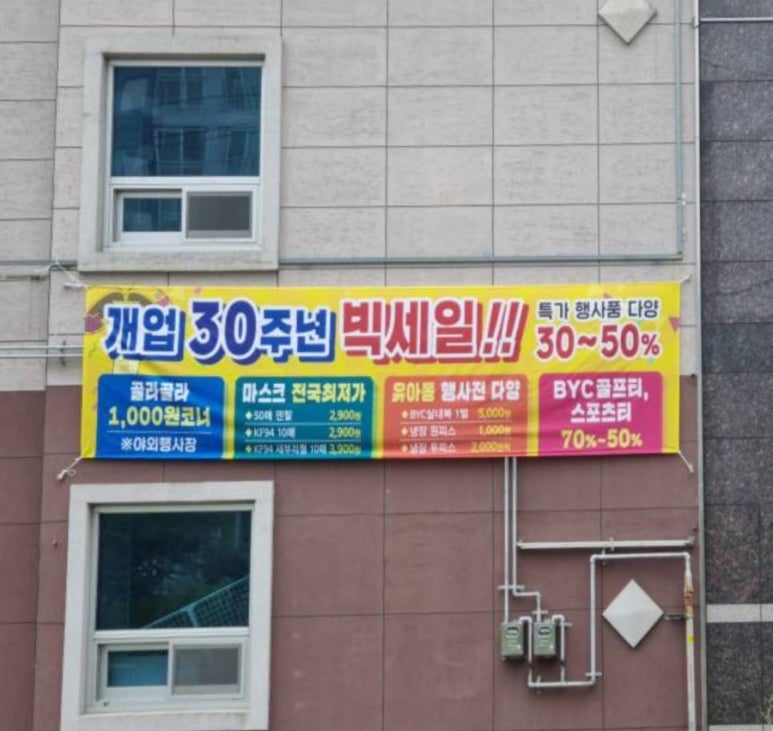 개업 30주년 빅세일!!
특가 행사품 다양
30~50%
골라골라
1,000원코너
※야외행사장
마스크 전국최저가
◆50매 덴탈 2,900원
◆KF94 10매 2,900원
◆KF94 새부리형 10매 3,900원
유아동 행사전 다양
◆BYC실내복 1벌 5,000원
◆냉장 원피스 1,000원
◆냉장 투피스 2,000원
BYC골프티,
스포츠티
70%~50%